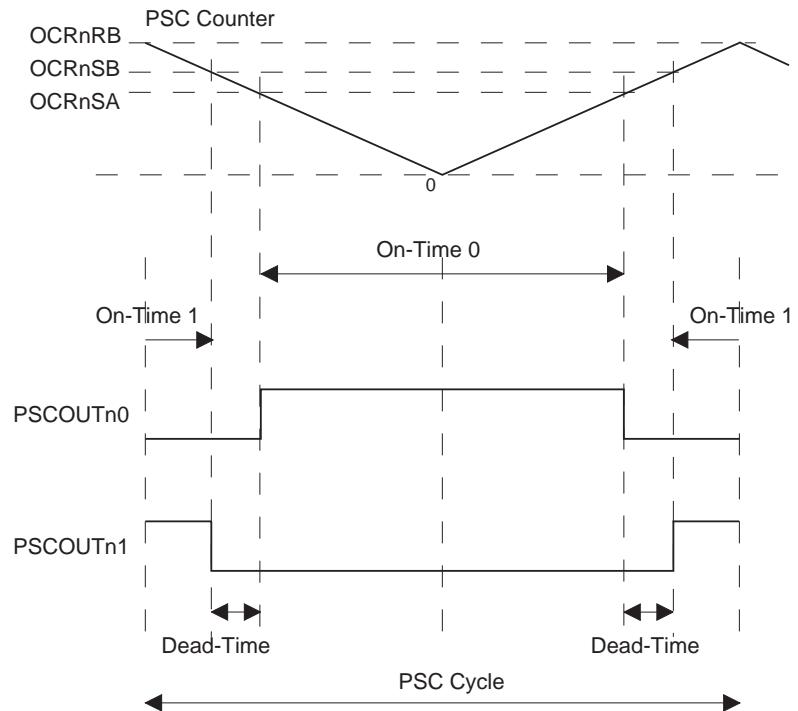 PSC Counter
OCRnRB
OCRnSB
OCRnSA
0
On-Time 0
On-Time 1
On-Time 1
PSCOUTn0
PSCOUTn1
Dead-Time
Dead-Time
PSC Cycle